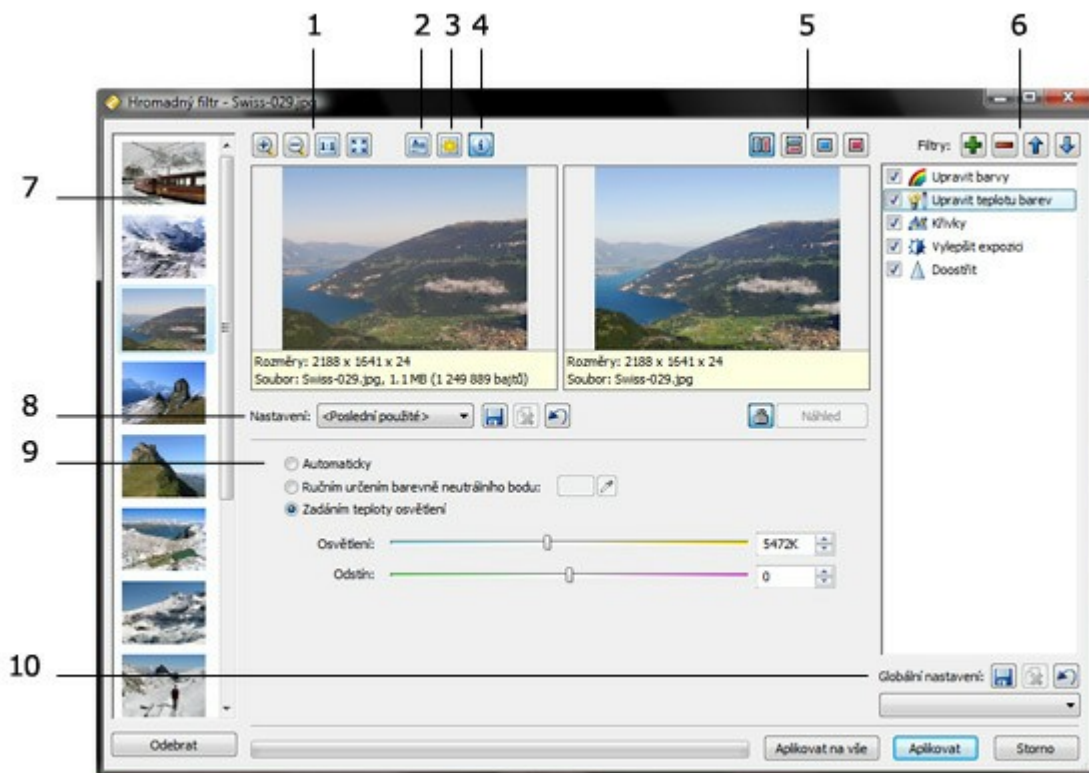 1 2 3 4 5 6
Hromadný filtr - Swiss-029.jpg
1:1
Filtry:
7
Upravit barvy
Upravit teplotu barev
Křivky
Vylepšit expozici
Doostřit
Rozměry: 2188 x 1641 x 24
Soubor: Swiss-029.jpg, 1.1 MB (1 249 889 bajtů)
Rozměry: 2188 x 1641 x 24
Soubor: Swiss-029.jpg
8
Nastavení: <Poslední použité>
Náhled
9
Automaticky
Ručním určením barevně neutrálního bodu:
Zadáním teploty osvětlení
Osvětlení: 5472K
Odstín: 0
10
Globální nastavení:
Odebrat
Aplikovat na vše
Aplikovat
Storno